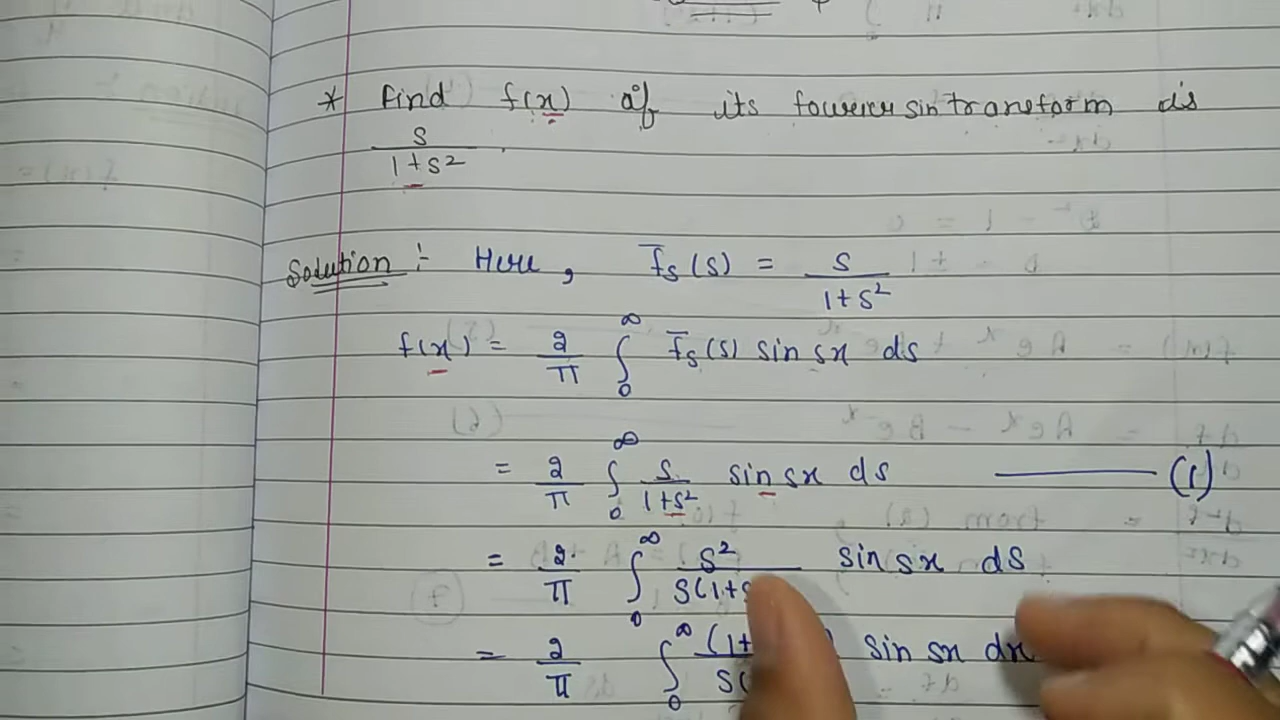 * Find f(x) if its fourier sin transform is
s/(1+s²).
Solution :- Here , f̅s(s) = s/(1+s²)
f(x) = 2/π ∫₀^∞ f̅s(s) sin sx ds
= 2/π ∫₀^∞ s/(1+s²) sin sx ds ——— (1)
= 2/π ∫₀^∞ s²/s(1+s sin sx ds
= 2/π ∫₀^∞ (1+ ) / s( sin sx dx